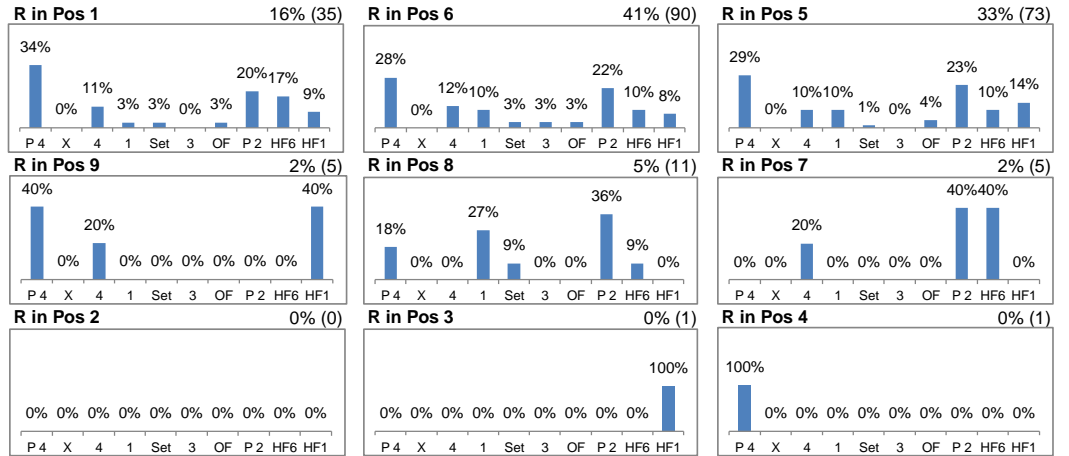 R in Pos 1 16% (35) R in Pos 6 41% (90) R in Pos 5 33% (73)
34% 0% 11% 3% 3% 0% 3% 20% 17% 9% 28% 0% 12% 10% 3% 3% 3% 22% 10% 8% 29% 0% 10% 10% 1% 0% 4% 23% 10% 14%
P 4 X 4 1 Set 3 OF P 2 HF6 HF1 P 4 X 4 1 Set 3 OF P 2 HF6 HF1 P 4 X 4 1 Set 3 OF P 2 HF6 HF1
R in Pos 9 2% (5) R in Pos 8 5% (11) R in Pos 7 2% (5)
40% 0% 20% 0% 0% 0% 0% 0% 0% 40% 18% 0% 0% 27% 9% 0% 0% 36% 9% 0% 0% 0% 20% 0% 0% 0% 0% 40% 40% 0%
P 4 X 4 1 Set 3 OF P 2 HF6 HF1 P 4 X 4 1 Set 3 OF P 2 HF6 HF1 P 4 X 4 1 Set 3 OF P 2 HF6 HF1
R in Pos 2 0% (0) R in Pos 3 0% (1) R in Pos 4 0% (1)
0% 0% 0% 0% 0% 0% 0% 0% 0% 0% 0% 0% 0% 0% 0% 0% 0% 0% 0% 100% 100% 0% 0% 0% 0% 0% 0% 0% 0% 0%
P 4 X 4 1 Set 3 OF P 2 HF6 HF1 P 4 X 4 1 Set 3 OF P 2 HF6 HF1 P 4 X 4 1 Set 3 OF P 2 HF6 HF1